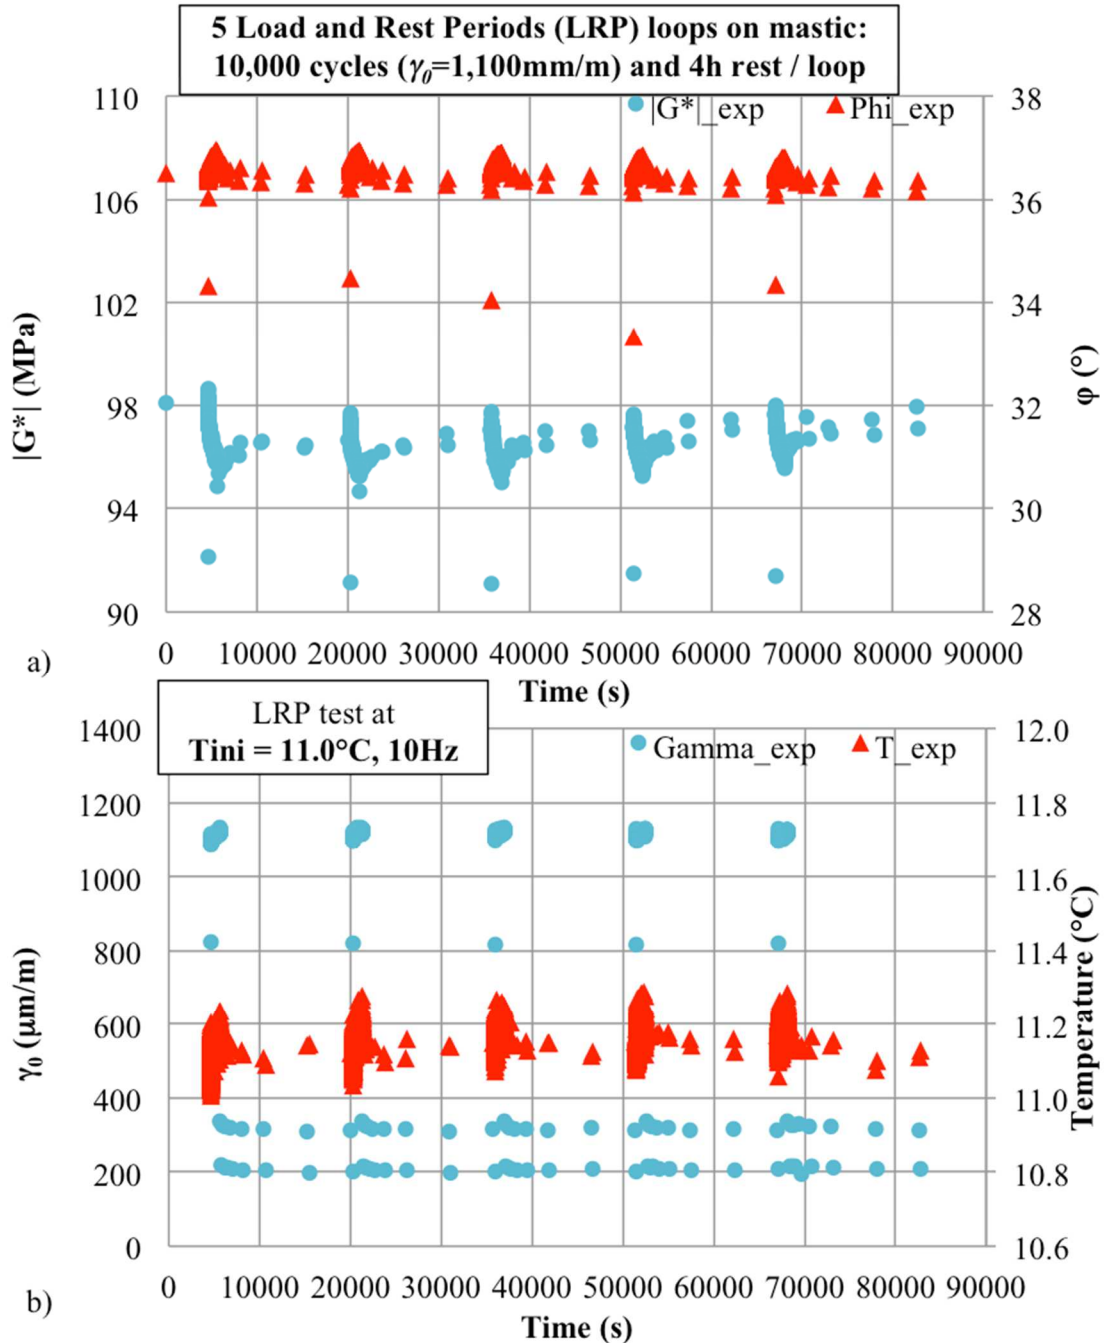 5 Load and Rest Periods (LRP) loops on mastic:
10,000 cycles (γ₀=1,100mm/m) and 4h rest / loop
110
38
|G*|_exp
Phi_exp
106
36
102
34
|G*| (MPa)
φ (°)
98
32
94
30
90
28
a)
0 10000 20000 30000 40000 50000 60000 70000 80000 90000
Time (s)
LRP test at
Tini = 11.0°C, 10Hz
1400
12.0
Gamma_exp
T_exp
1200
11.8
1000
11.6
800
11.4
γ₀ (μm/m)
Temperature (°C)
600
11.2
400
11.0
200
10.8
0
10.6
0 10000 20000 30000 40000 50000 60000 70000 80000 90000
b)
Time (s)